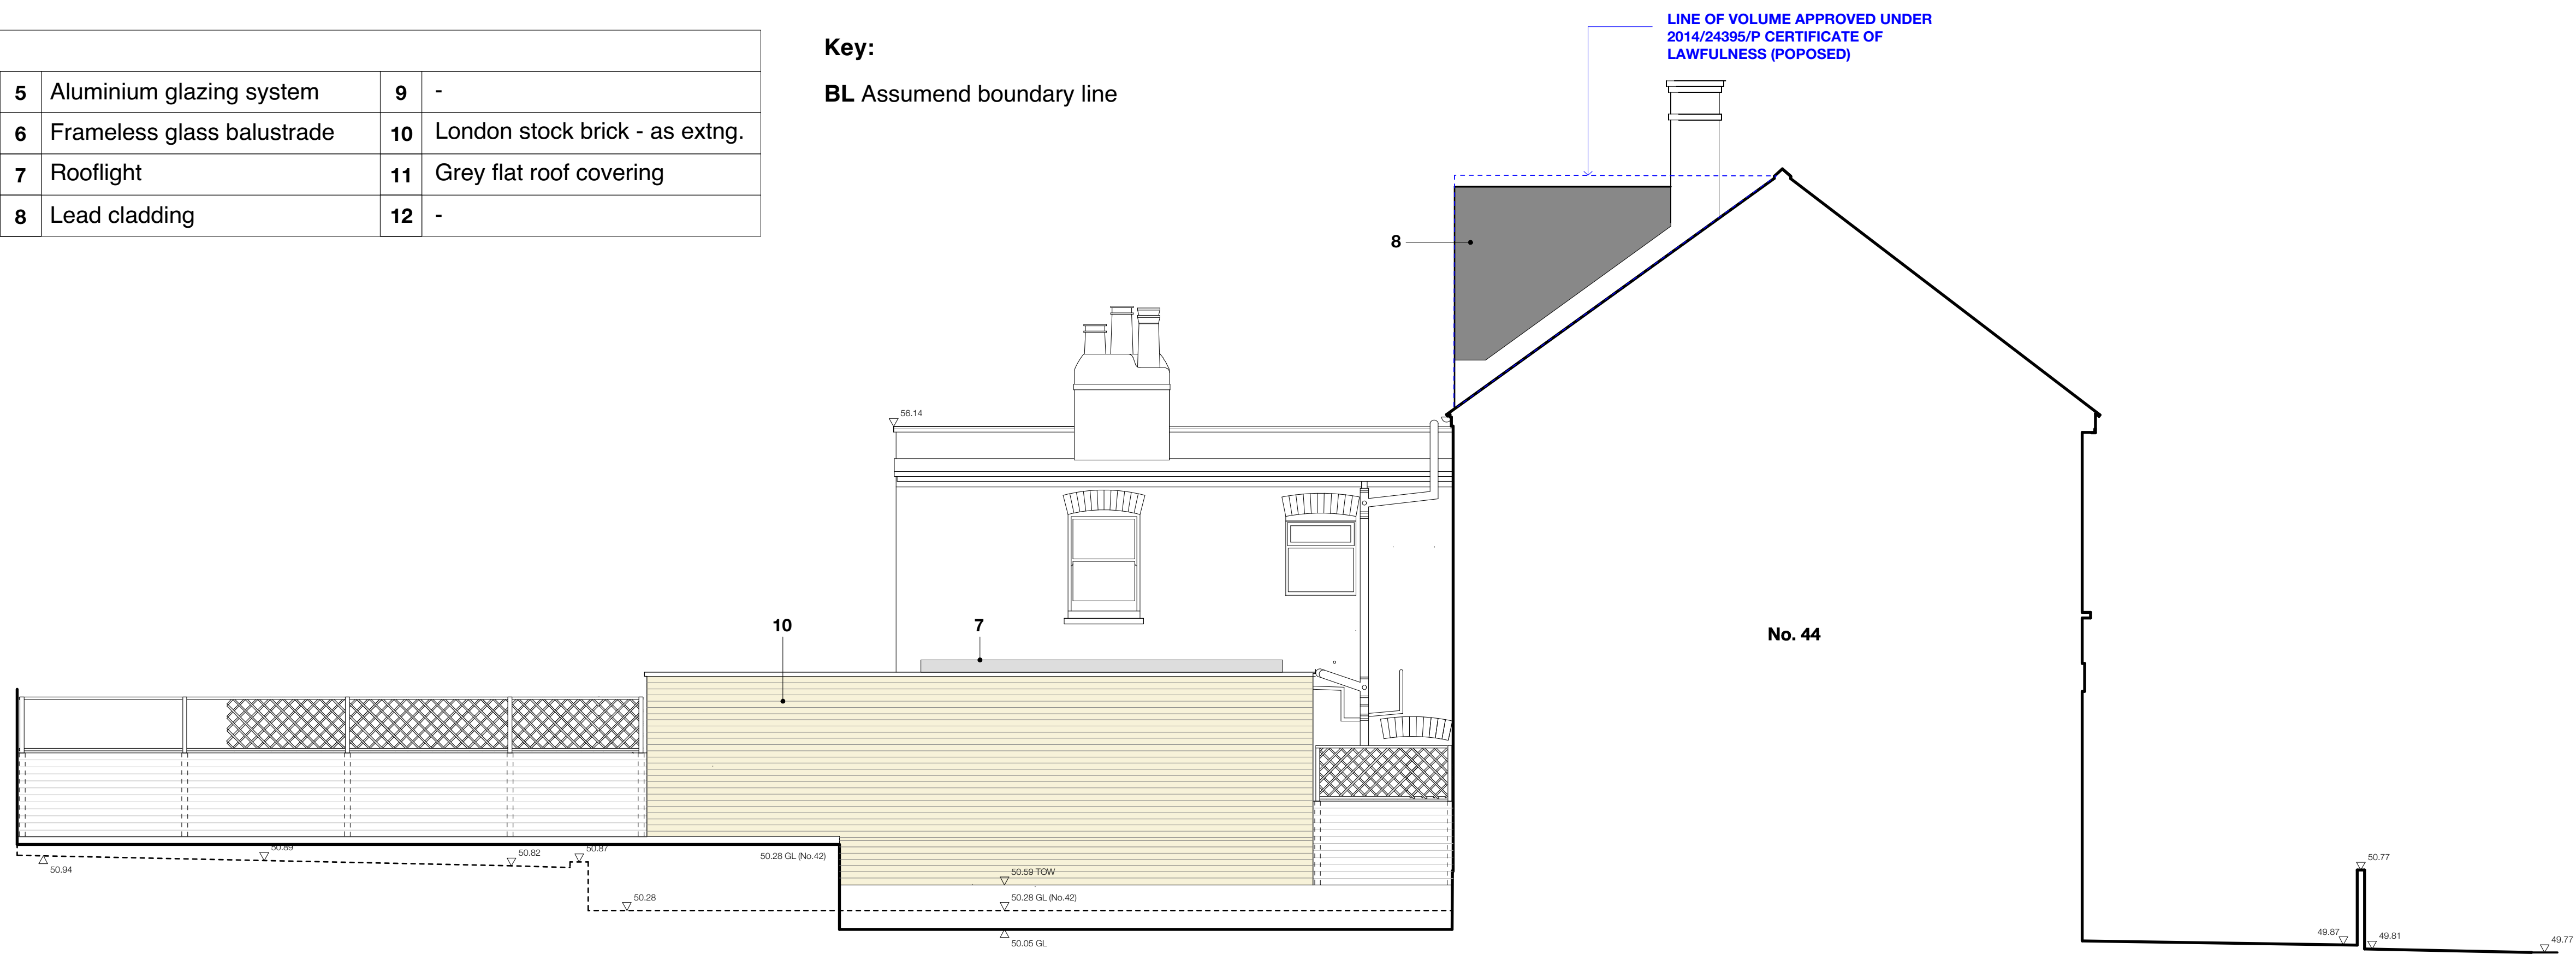 5 Aluminium glazing system 9 -
6 Frameless glass balustrade 10 London stock brick - as extng.
7 Rooflight 11 Grey flat roof covering
8 Lead cladding 12 -
Key:
BL Assumend boundary line
LINE OF VOLUME APPROVED UNDER
2014/24395/P CERTIFICATE OF
LAWFULNESS (POPOSED)
8
56.14
10
7
No. 44
50.94
50.89
50.82
50.87
50.28 GL (No.42)
50.28
50.59 TOW
50.28 GL (No.42)
50.05 GL
50.77
49.87
49.81
49.77